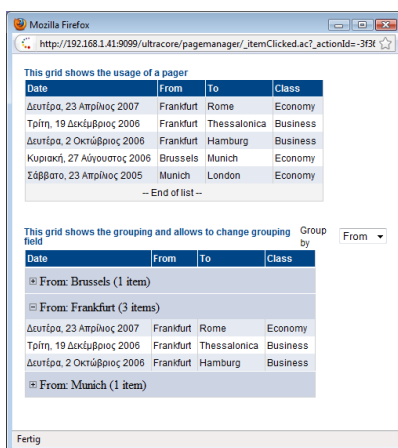 Mozilla Firefox
http://192.168.1.41:9099/ultracore/pagemanager/_itemClicked.ac?_actionId=-3f3
This grid shows the usage of a pager
Date From To Class
Δευτέρα, 23 Απρίλιος 2007 Frankfurt Rome Economy
Τρίτη, 19 Δεκέμβριος 2006 Frankfurt Thessalonica Business
Δευτέρα, 2 Οκτώβριος 2006 Frankfurt Hamburg Business
Κυριακή, 27 Αύγουστος 2006 Brussels Munich Economy
Σάββατο, 23 Απρίλιος 2005 Munich London Economy
-- End of list --
This grid shows the grouping and allows to change grouping field
Group by From
Date From To Class
From: Brussels (1 item)
From: Frankfurt (3 items)
Δευτέρα, 23 Απρίλιος 2007 Frankfurt Rome Economy
Τρίτη, 19 Δεκέμβριος 2006 Frankfurt Thessalonica Business
Δευτέρα, 2 Οκτώβριος 2006 Frankfurt Hamburg Business
From: Munich (1 item)
Fertig